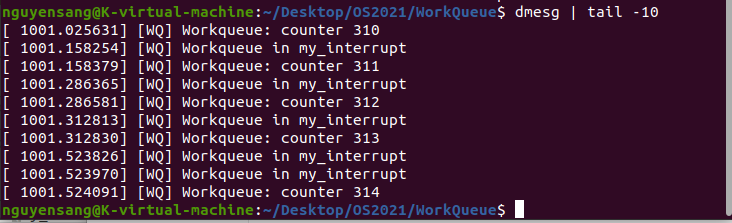 nguyensang@K-virtual-machine:~/Desktop/OS2021/WorkQueue$ dmesg | tail -10
[ 1001.025631] [WQ] Workqueue: counter 310
[ 1001.158254] [WQ] Workqueue in my_interrupt
[ 1001.158379] [WQ] Workqueue: counter 311
[ 1001.286365] [WQ] Workqueue in my_interrupt
[ 1001.286581] [WQ] Workqueue: counter 312
[ 1001.312813] [WQ] Workqueue in my_interrupt
[ 1001.312830] [WQ] Workqueue: counter 313
[ 1001.523826] [WQ] Workqueue in my_interrupt
[ 1001.523970] [WQ] Workqueue in my_interrupt
[ 1001.524091] [WQ] Workqueue: counter 314
nguyensang@K-virtual-machine:~/Desktop/OS2021/WorkQueue$